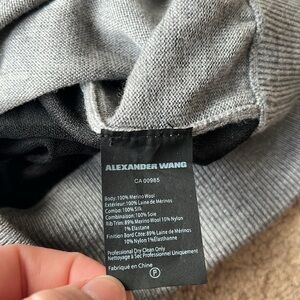 ALEXANDER WANG
CA 00985
Body: 100% Merino Wool
Extérieur: 100% Laine de Mérinos
Combo: 100% Silk
Combinaison: 100% Soie
Rib Trim: 89% Merino Wool 10% Nylon
1% Elastane
Finition Bord Côte: 89% Laine de Mérinos
10% Nylon 1% Élasthanne
Professional Dry Clean Only
Nettoyage à Sec Professionnel Uniquement
Fabriqué en Chine
P